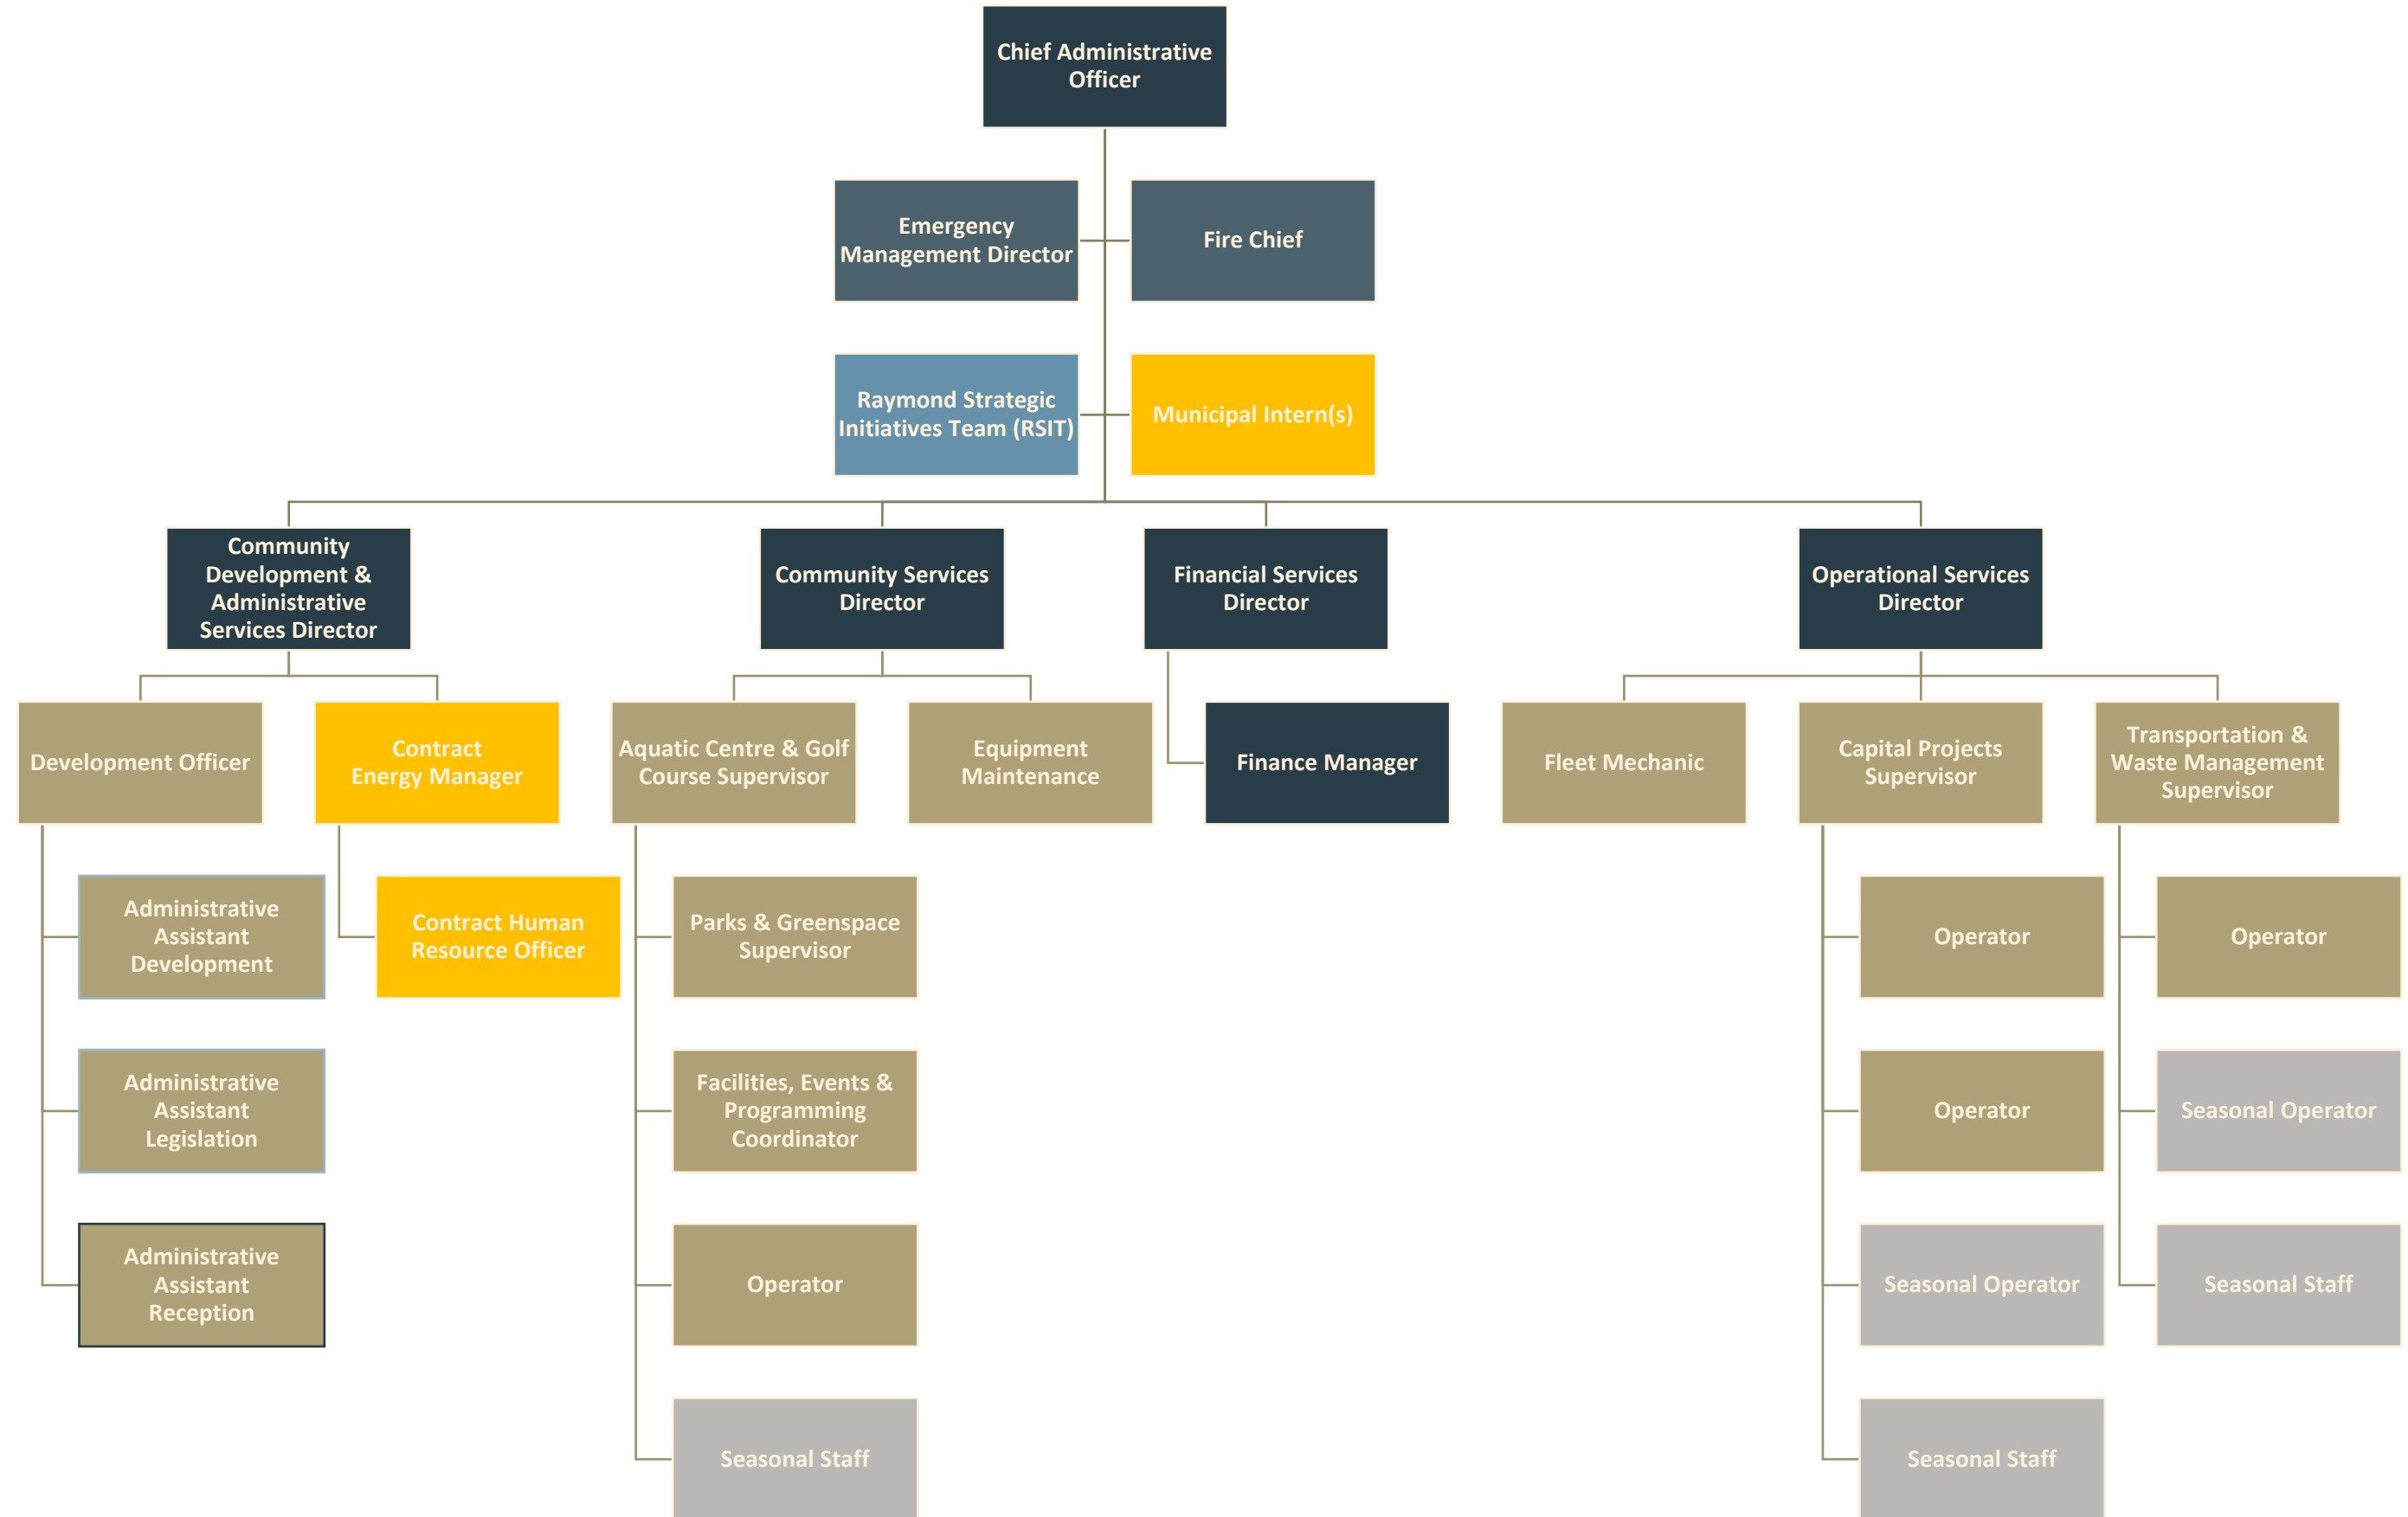 Chief Administrative
Officer
Emergency
Management Director
Fire Chief
Raymond Strategic
Initiatives Team (RSIT)
Municipal Intern(s)
Community
Development &
Administrative
Services Director
Community Services
Director
Financial Services
Director
Operational Services
Director
Development Officer
Contract
Energy Manager
Aquatic Centre & Golf
Course Supervisor
Equipment
Maintenance
Finance Manager
Fleet Mechanic
Capital Projects
Supervisor
Transportation &
Waste Management
Supervisor
Administrative
Assistant
Development
Contract Human
Resource Officer
Parks & Greenspace
Supervisor
Operator
Operator
Administrative
Assistant
Legislation
Facilities, Events &
Programming
Coordinator
Operator
Seasonal Operator
Administrative
Assistant
Reception
Operator
Seasonal Operator
Seasonal Staff
Seasonal Staff
Seasonal Staff